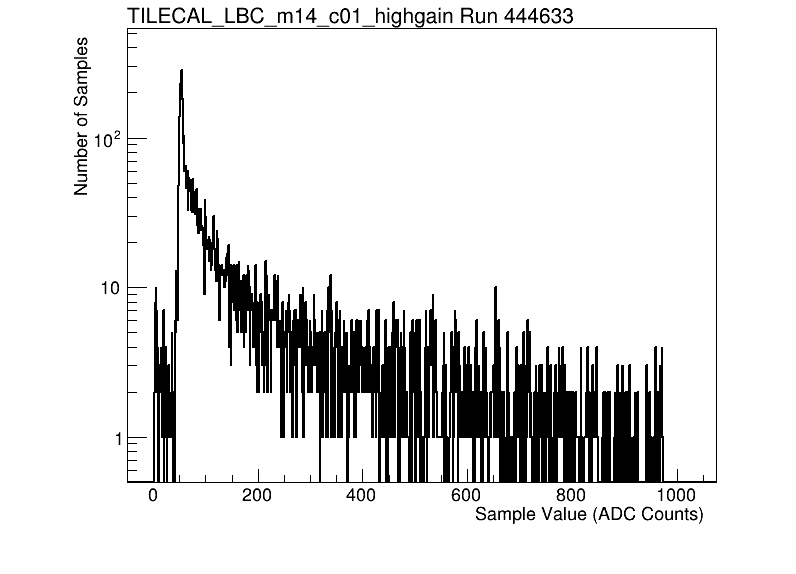 TILECAL_LBC_m14_c01_highgain Run 444633
Number of Samples
10²
10
1
0 200 400 600 800 1000
Sample Value (ADC Counts)